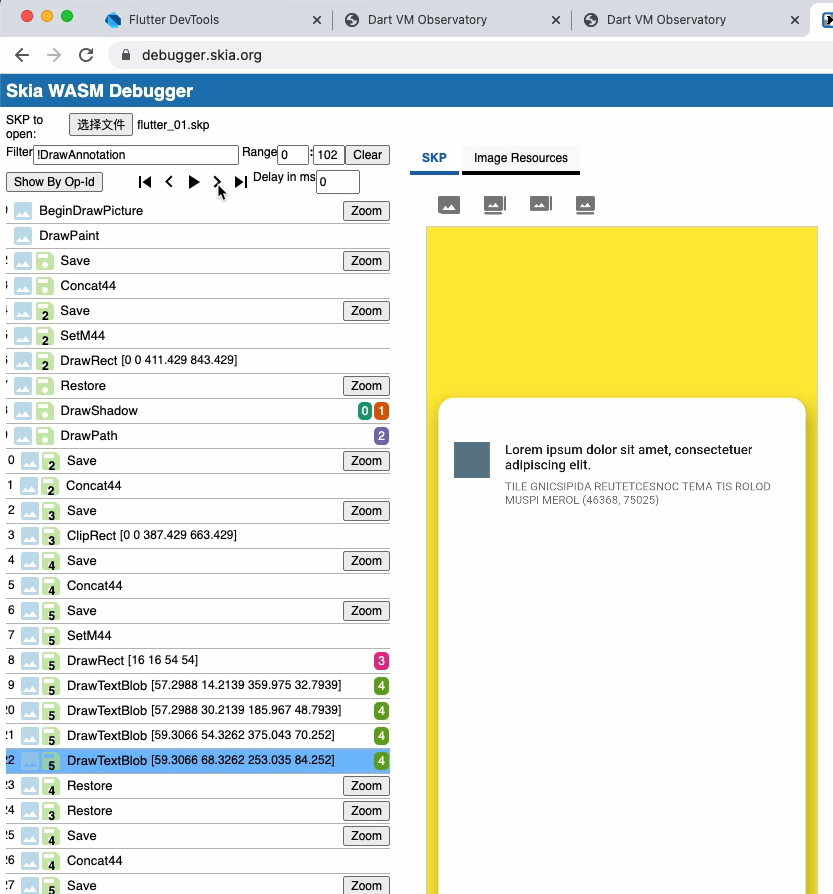 Flutter DevTools
Dart VM Observatory
Dart VM Observatory
debugger.skia.org
Skia WASM Debugger
SKP to open: 选择文件 flutter_01.skp
Filter !DrawAnnotation Range 0 : 102 Clear
Show By Op-Id Delay in ms 0
BeginDrawPicture Zoom
DrawPaint
2 Save Zoom
Concat44
2 Save Zoom
2 SetM44
2 DrawRect [0 0 411.429 843.429]
Restore Zoom
DrawShadow 0 1
DrawPath 2
0 2 Save Zoom
1 2 Concat44
2 3 Save Zoom
3 3 ClipRect [0 0 387.429 663.429]
4 4 Save Zoom
5 4 Concat44
6 5 Save Zoom
7 5 SetM44
8 5 DrawRect [16 16 54 54] 3
9 5 DrawTextBlob [57.2988 14.2139 359.975 32.7939] 4
20 5 DrawTextBlob [57.2988 30.2139 185.967 48.7939] 4
21 5 DrawTextBlob [59.3066 54.3262 375.043 70.252] 4
22 5 DrawTextBlob [59.3066 68.3262 253.035 84.252] 4
23 4 Restore Zoom
24 3 Restore Zoom
25 4 Save Zoom
26 4 Concat44
27 5 Save Zoom
SKP
Image Resources
Lorem ipsum dolor sit amet, consectetuer
adipiscing elit.
TILE GNICSIPIDA REUTETCESNOC TEMA TIS ROLOD
MUSPI MEROL (46368, 75025)